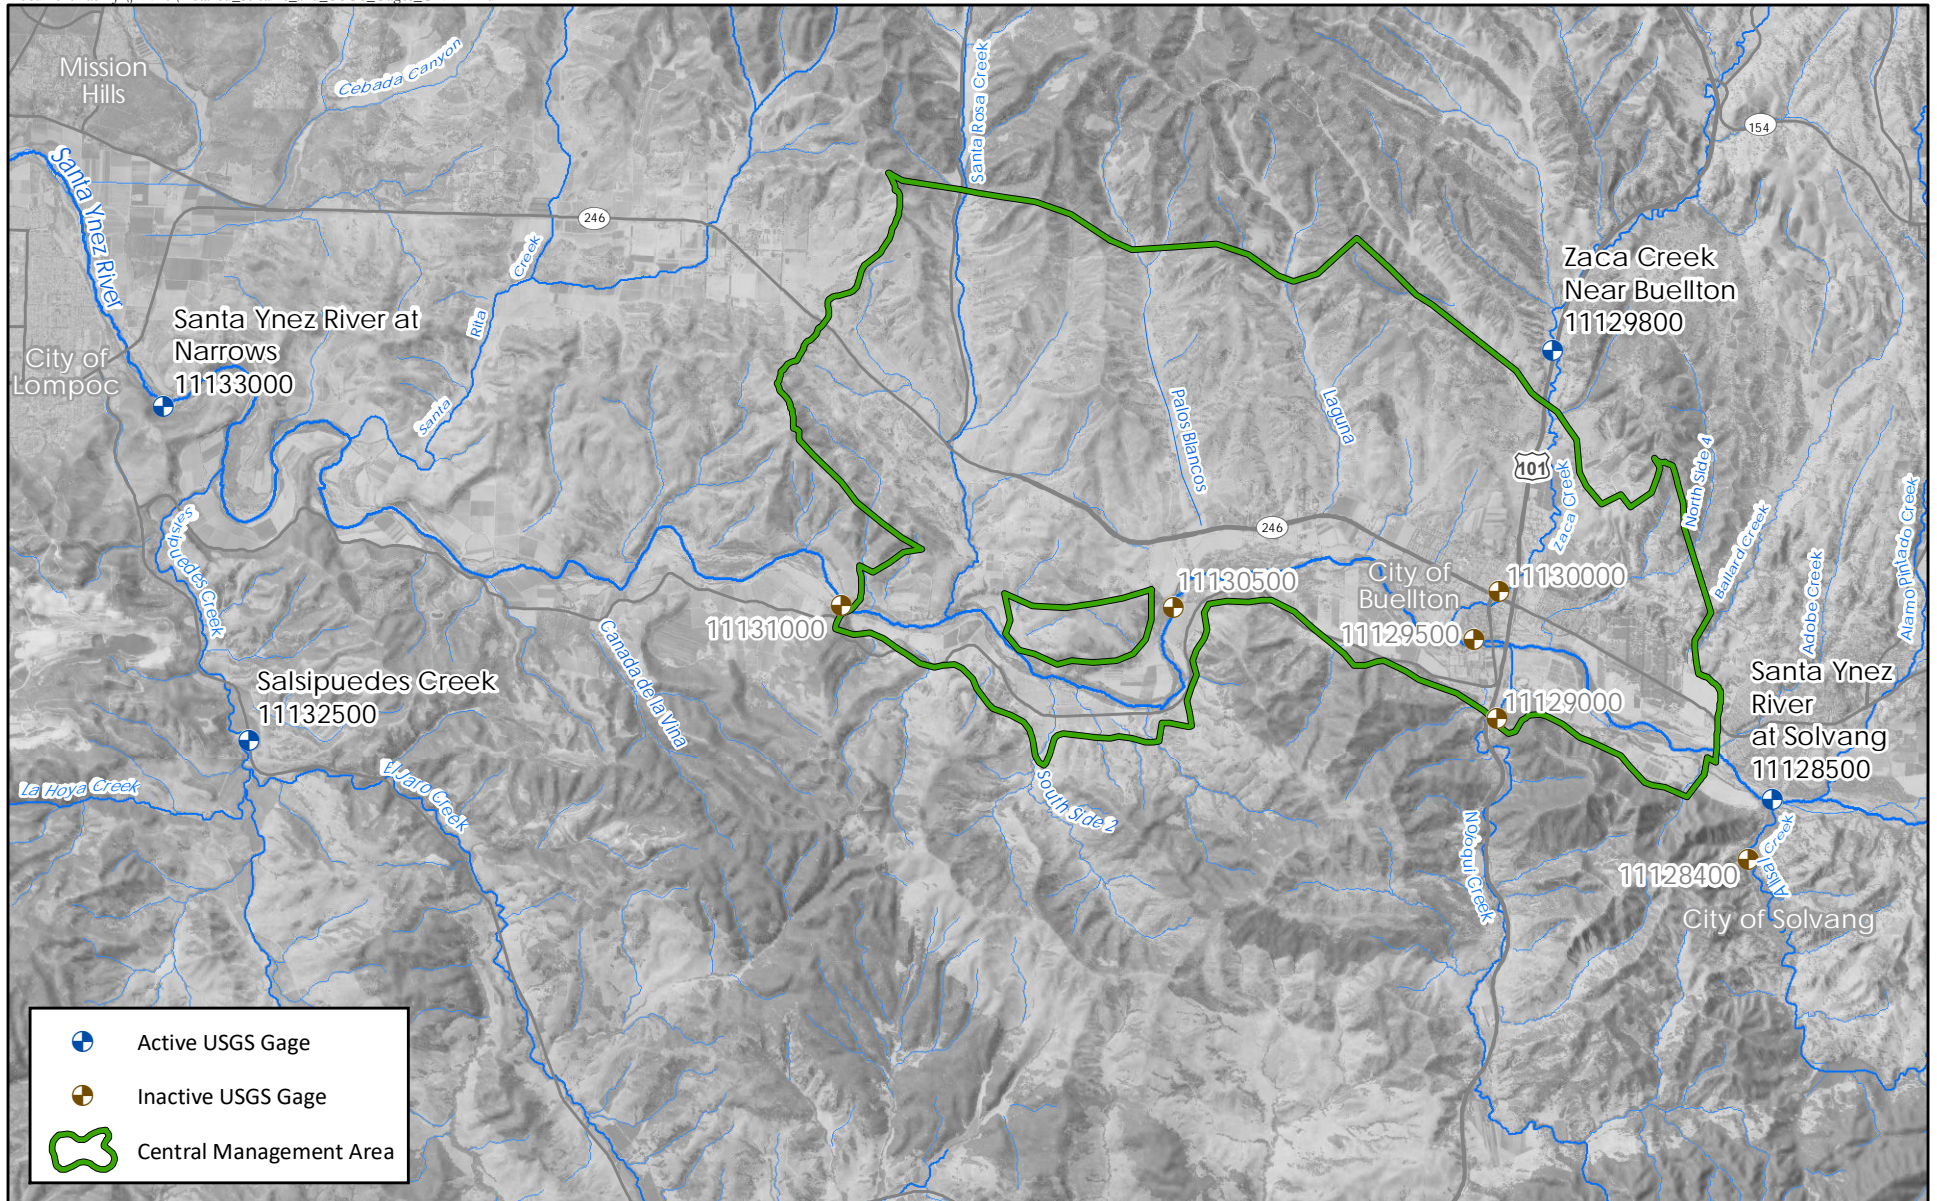 Mission
Hills
Cebada Canyon
Santa Rosa Creek
154
246
Santa Ynez River
Creek
Rita
Santa
Zaca Creek
Near Buellton
11129800
Santa Ynez River at
Narrows
11133000
City of
Lompoc
Palos Blancos
Laguna
101
Zaca Creek
North Side 4
Ballard Creek
Adobe Creek
Alamo Pintado Creek
246
Salsipuedes Creek
11130500
City of
Buellton
11130000
11131000
11129500
Canada de la Vina
Salsipuedes Creek
11132500
11129000
Santa Ynez
River
at Solvang
11128500
La Hoya Creek
El Jaro Creek
South Side 2
Nojoqui Creek
Alisal Creek
11128400
City of Solvang
Active USGS Gage
Inactive USGS Gage
Central Management Area